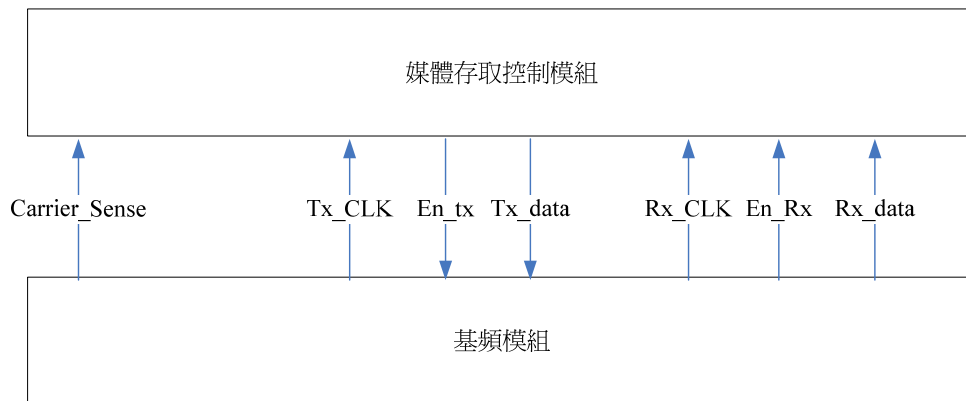 媒體存取控制模組
Carrier_Sense Tx_CLK En_tx Tx_data Rx_CLK En_Rx Rx_data
基頻模組